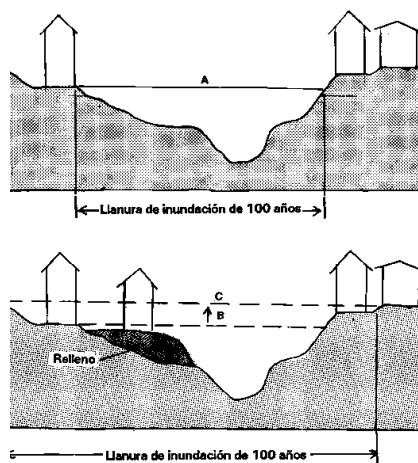 A
Llanura de inundación de 100 años
C
B
Relleno
Llanura de inundación de 100 años